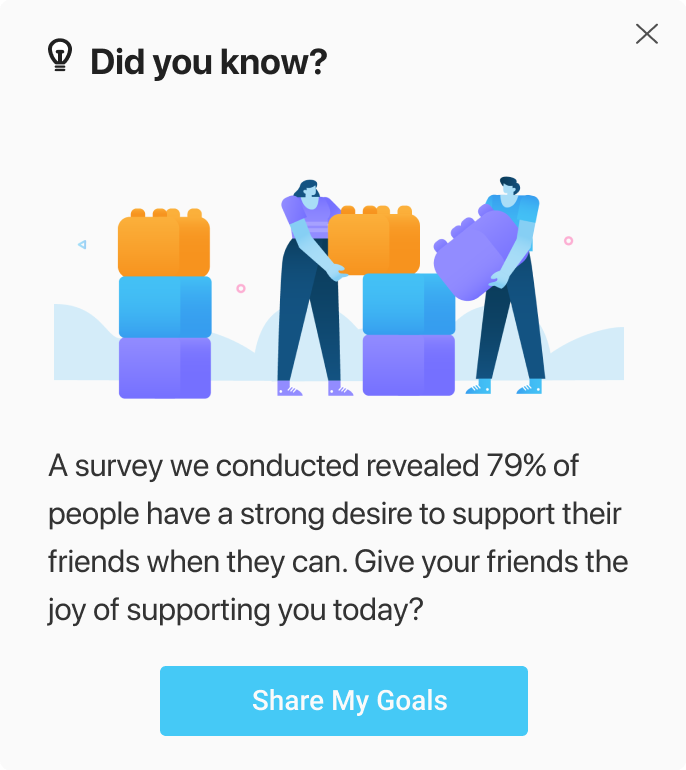 Did you know?
A survey we conducted revealed 79% of
people have a strong desire to support their
friends when they can. Give your friends the
joy of supporting you today?
Share My Goals